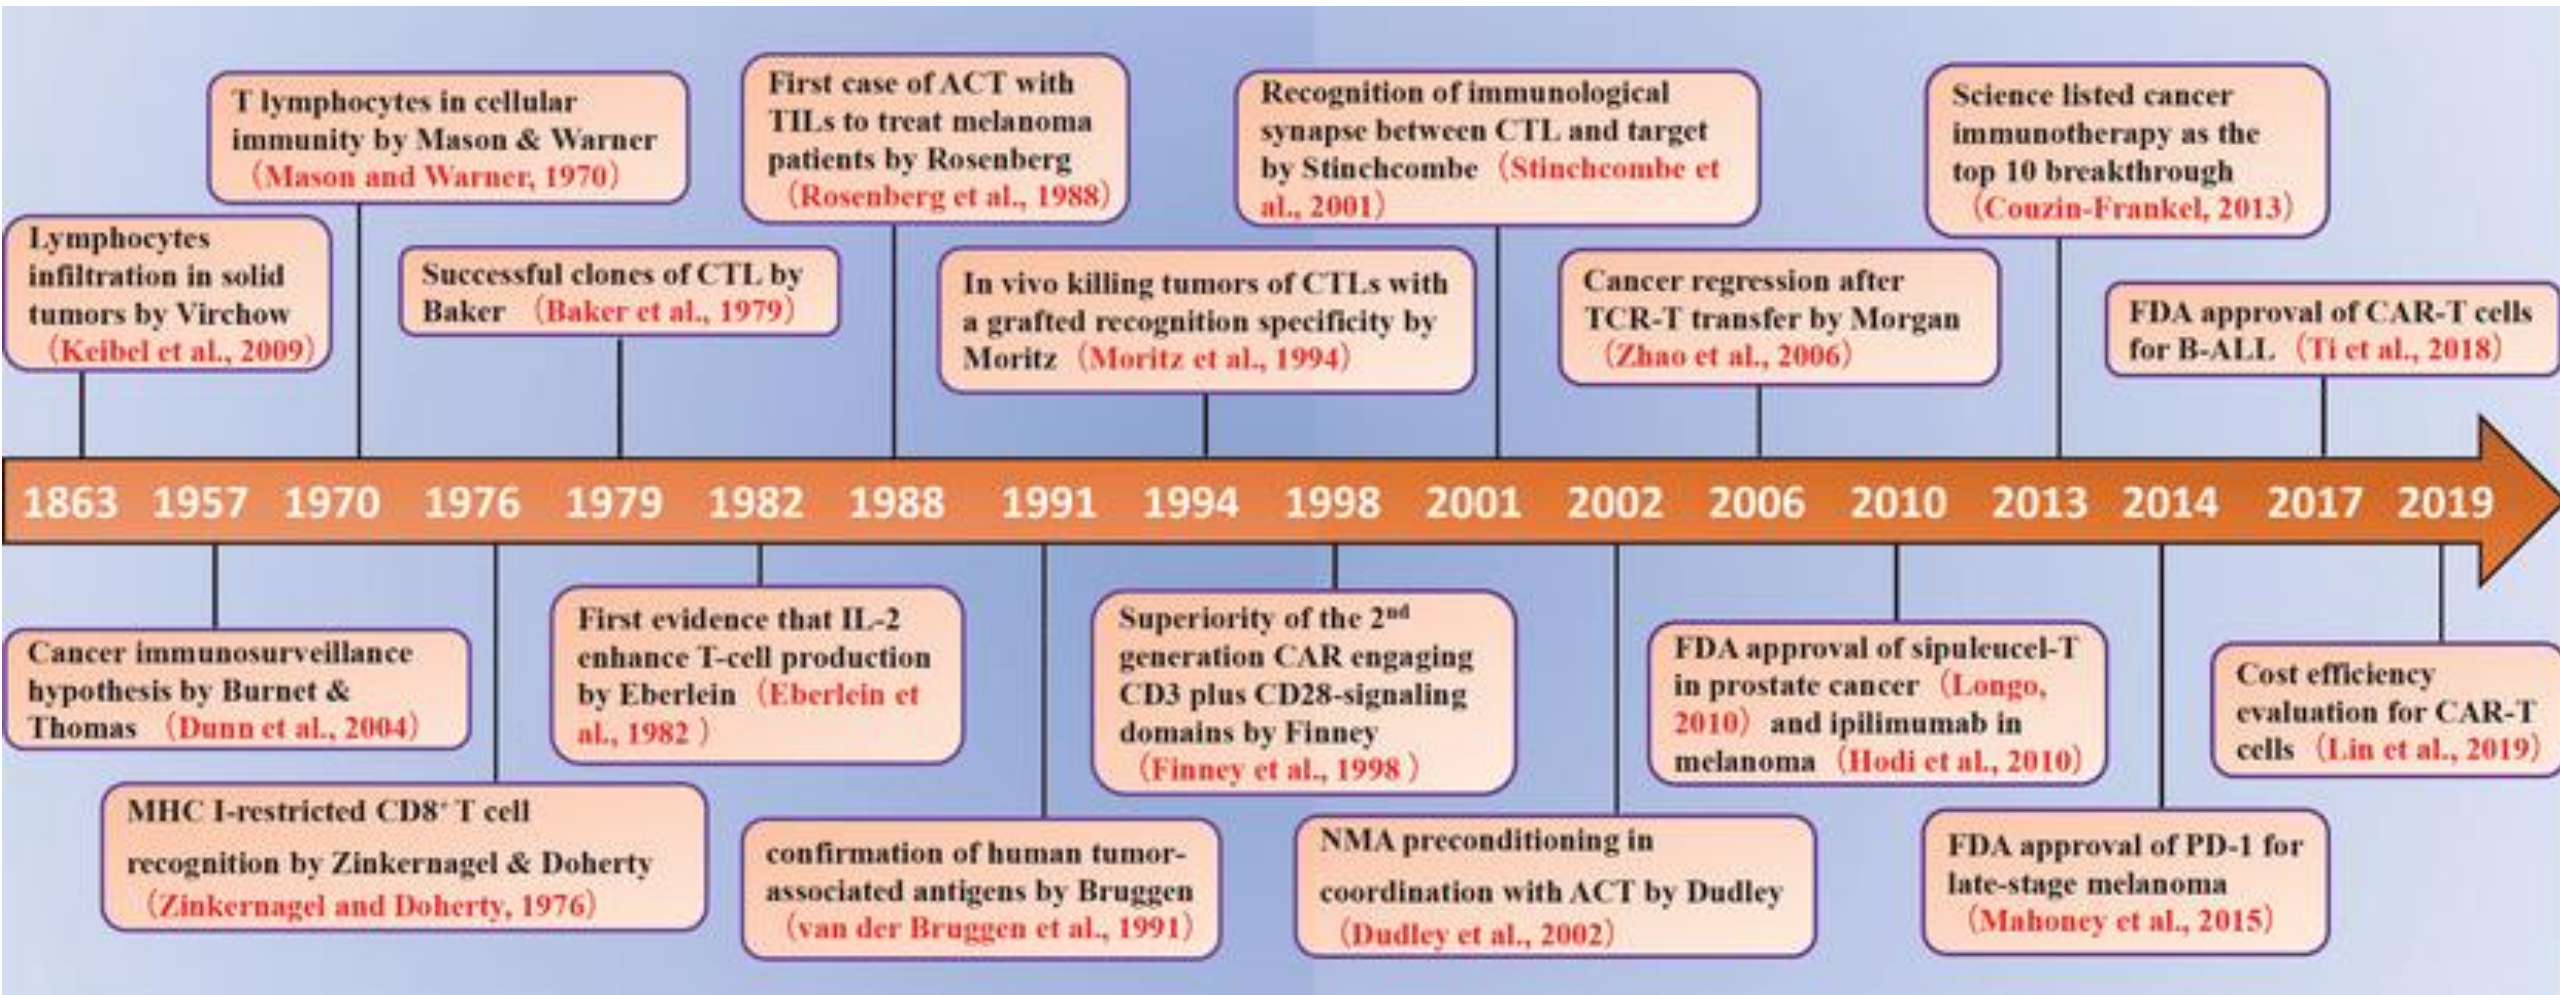 T lymphocytes in cellular
immunity by Mason & Warner
（Mason and Warner, 1970）
First case of ACT with
TILs to treat melanoma
patients by Rosenberg
（Rosenberg et al., 1988）
Recognition of immunological
synapse between CTL and target
by Stinchcombe （Stinchcombe et
al., 2001）
Science listed cancer
immunotherapy as the
top 10 breakthrough
（Couzin-Frankel, 2013）
Lymphocytes
infiltration in solid
tumors by Virchow
（Keibel et al., 2009）
Successful clones of CTL by
Baker （Baker et al., 1979）
In vivo killing tumors of CTLs with
a grafted recognition specificity by
Moritz （Moritz et al., 1994）
Cancer regression after
TCR-T transfer by Morgan
（Zhao et al., 2006）
FDA approval of CAR-T cells
for B-ALL （Ti et al., 2018）
1863 1957 1970 1976 1979 1982 1988 1991 1994 1998 2001 2002 2006 2010 2013 2014 2017 2019
Cancer immunosurveillance
hypothesis by Burnet &
Thomas （Dunn et al., 2004）
First evidence that IL-2
enhance T-cell production
by Eberlein （Eberlein et
al., 1982 ）
Superiority of the 2nd
generation CAR engaging
CD3 plus CD28-signaling
domains by Finney
（Finney et al., 1998 ）
FDA approval of sipuleucel-T
in prostate cancer （Longo,
2010） and ipilimumab in
melanoma （Hodi et al., 2010）
Cost efficiency
evaluation for CAR-T
cells （Lin et al., 2019）
MHC I-restricted CD8⁺ T cell
recognition by Zinkernagel & Doherty
（Zinkernagel and Doherty, 1976）
confirmation of human tumor-
associated antigens by Bruggen
（van der Bruggen et al., 1991）
NMA preconditioning in
coordination with ACT by Dudley
（Dudley et al., 2002）
FDA approval of PD-1 for
late-stage melanoma
（Mahoney et al., 2015）